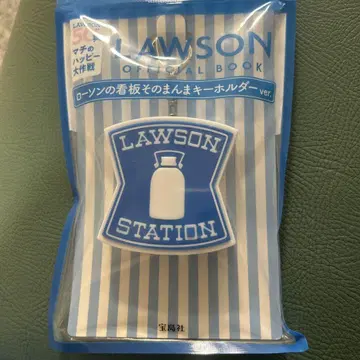 LAWSON
50
マチの
ハッピー
大作戦
LAWSON
OFFICIAL BOOK
ローソンの看板そのまんまキーホルダーver.
LAWSON
STATION
宝島社